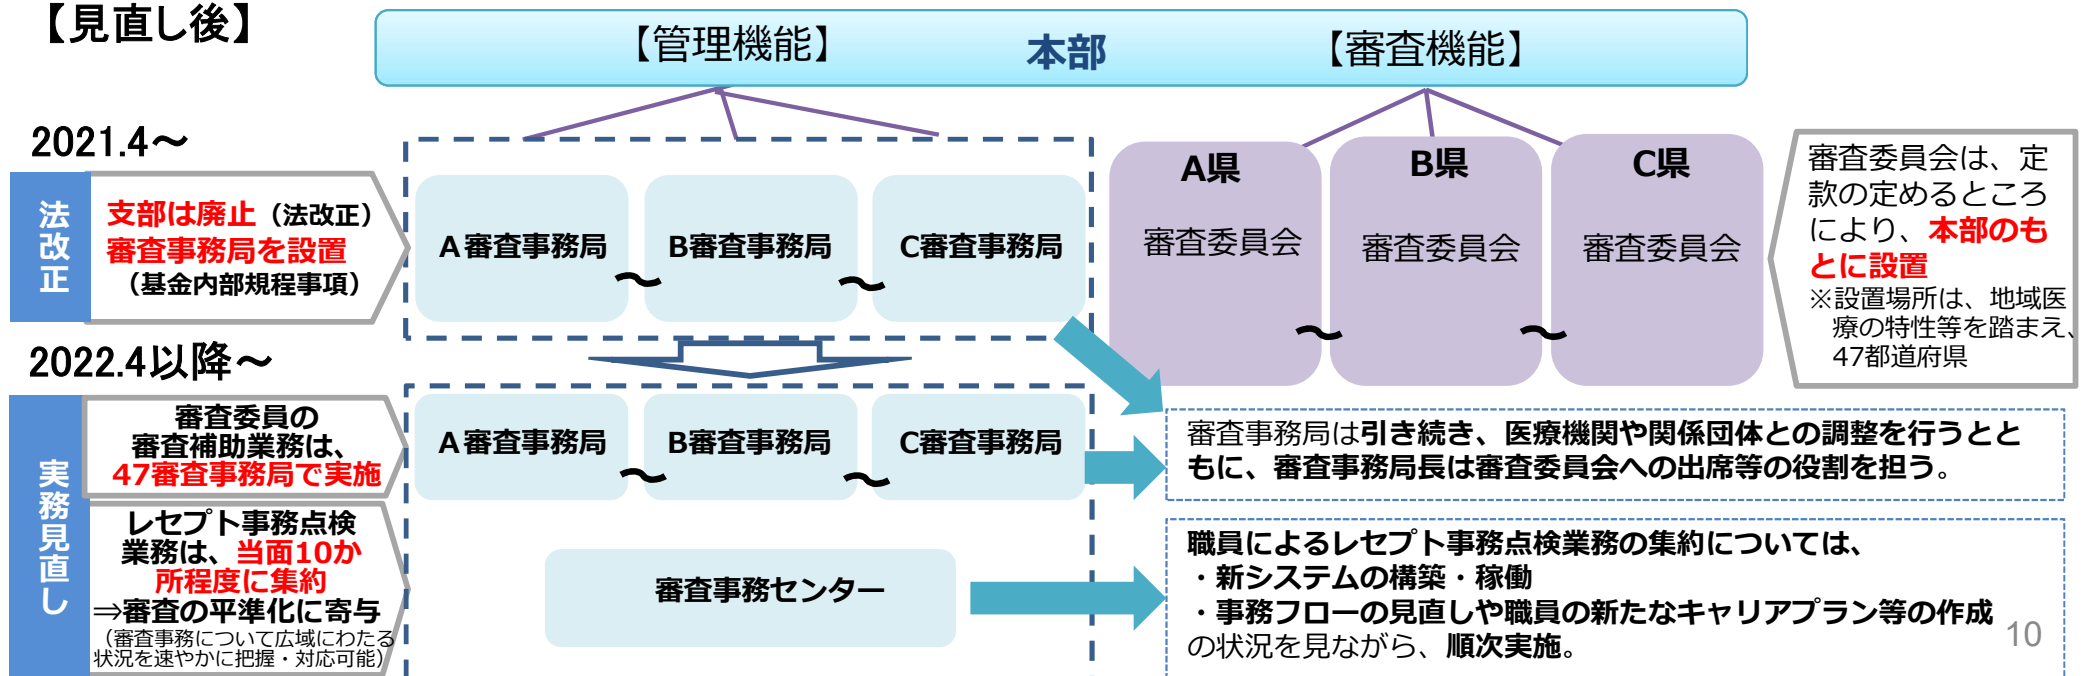 【見直し後】
【管理機能】
本部
【審査機能】
2021.4～
法改正
支部は廃止（法改正）
審査事務局を設置
（基金内部規程事項）
A審査事務局
B審査事務局
C審査事務局
～
～
A県
審査委員会
B県
審査委員会
C県
審査委員会
～
～
審査委員会は、定
款の定めるところ
により、本部のも
とに設置
※設置場所は、地域医
療の特性等を踏まえ、
47都道府県
2022.4以降～
実務見直し
審査委員の
審査補助業務は、
47審査事務局で実施
レセプト事務点検
業務は、当面10か
所程度に集約
⇒審査の平準化に寄与
（審査事務について広域にわたる
状況を速やかに把握・対応可能）
A審査事務局
B審査事務局
C審査事務局
～
～
審査事務センター
審査事務局は引き続き、医療機関や関係団体との調整を行うとと
もに、審査事務局長は審査委員会への出席等の役割を担う。
職員によるレセプト事務点検業務の集約については、
・新システムの構築・稼働
・事務フローの見直しや職員の新たなキャリアプラン等の作成
の状況を見ながら、順次実施。
10